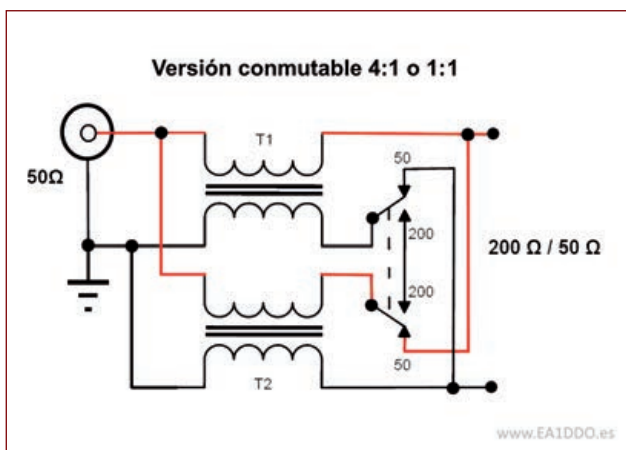 Versión conmutable 4:1 o 1:1
T1
50
50Ω
200
200 Ω / 50 Ω
200
50
T2
www.EA1DDO.es